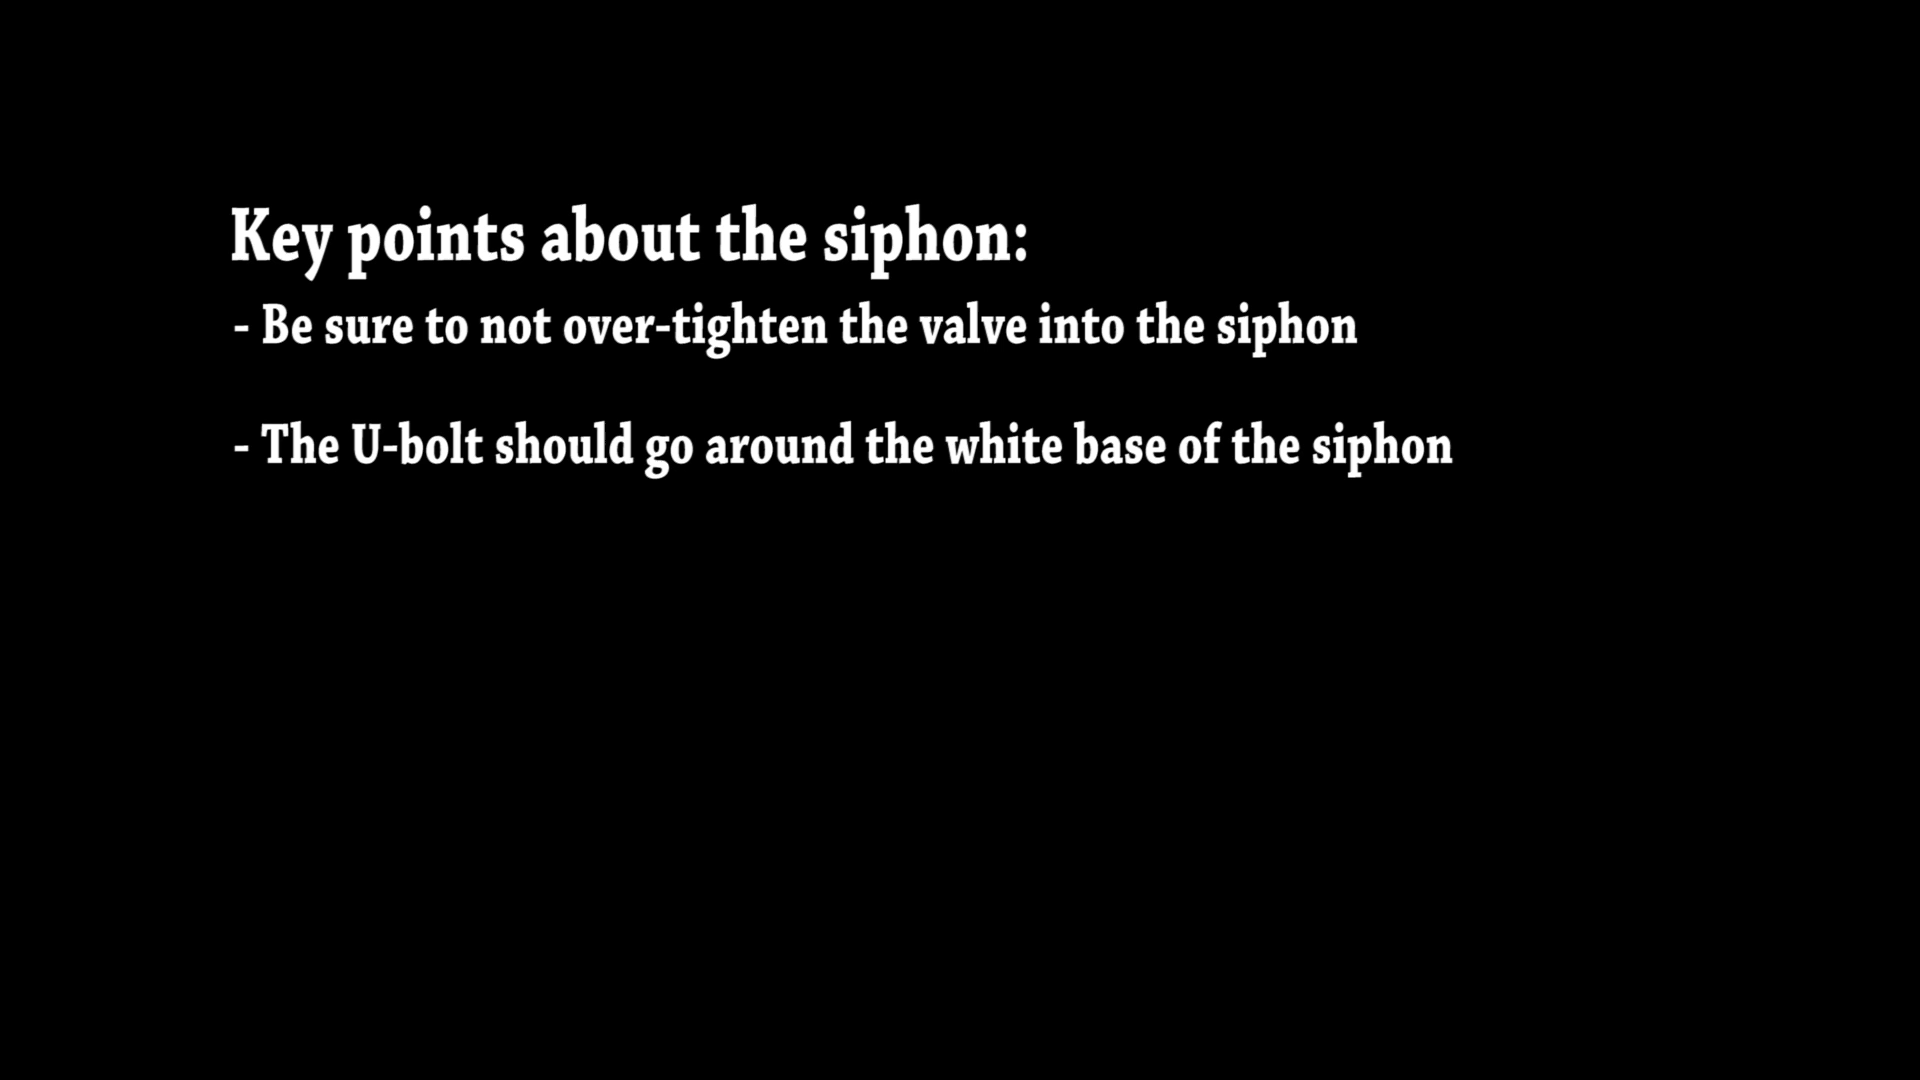 Key points about the siphon:
- Be sure to not over-tighten the valve into the siphon
- The U-bolt should go around the white base of the siphon